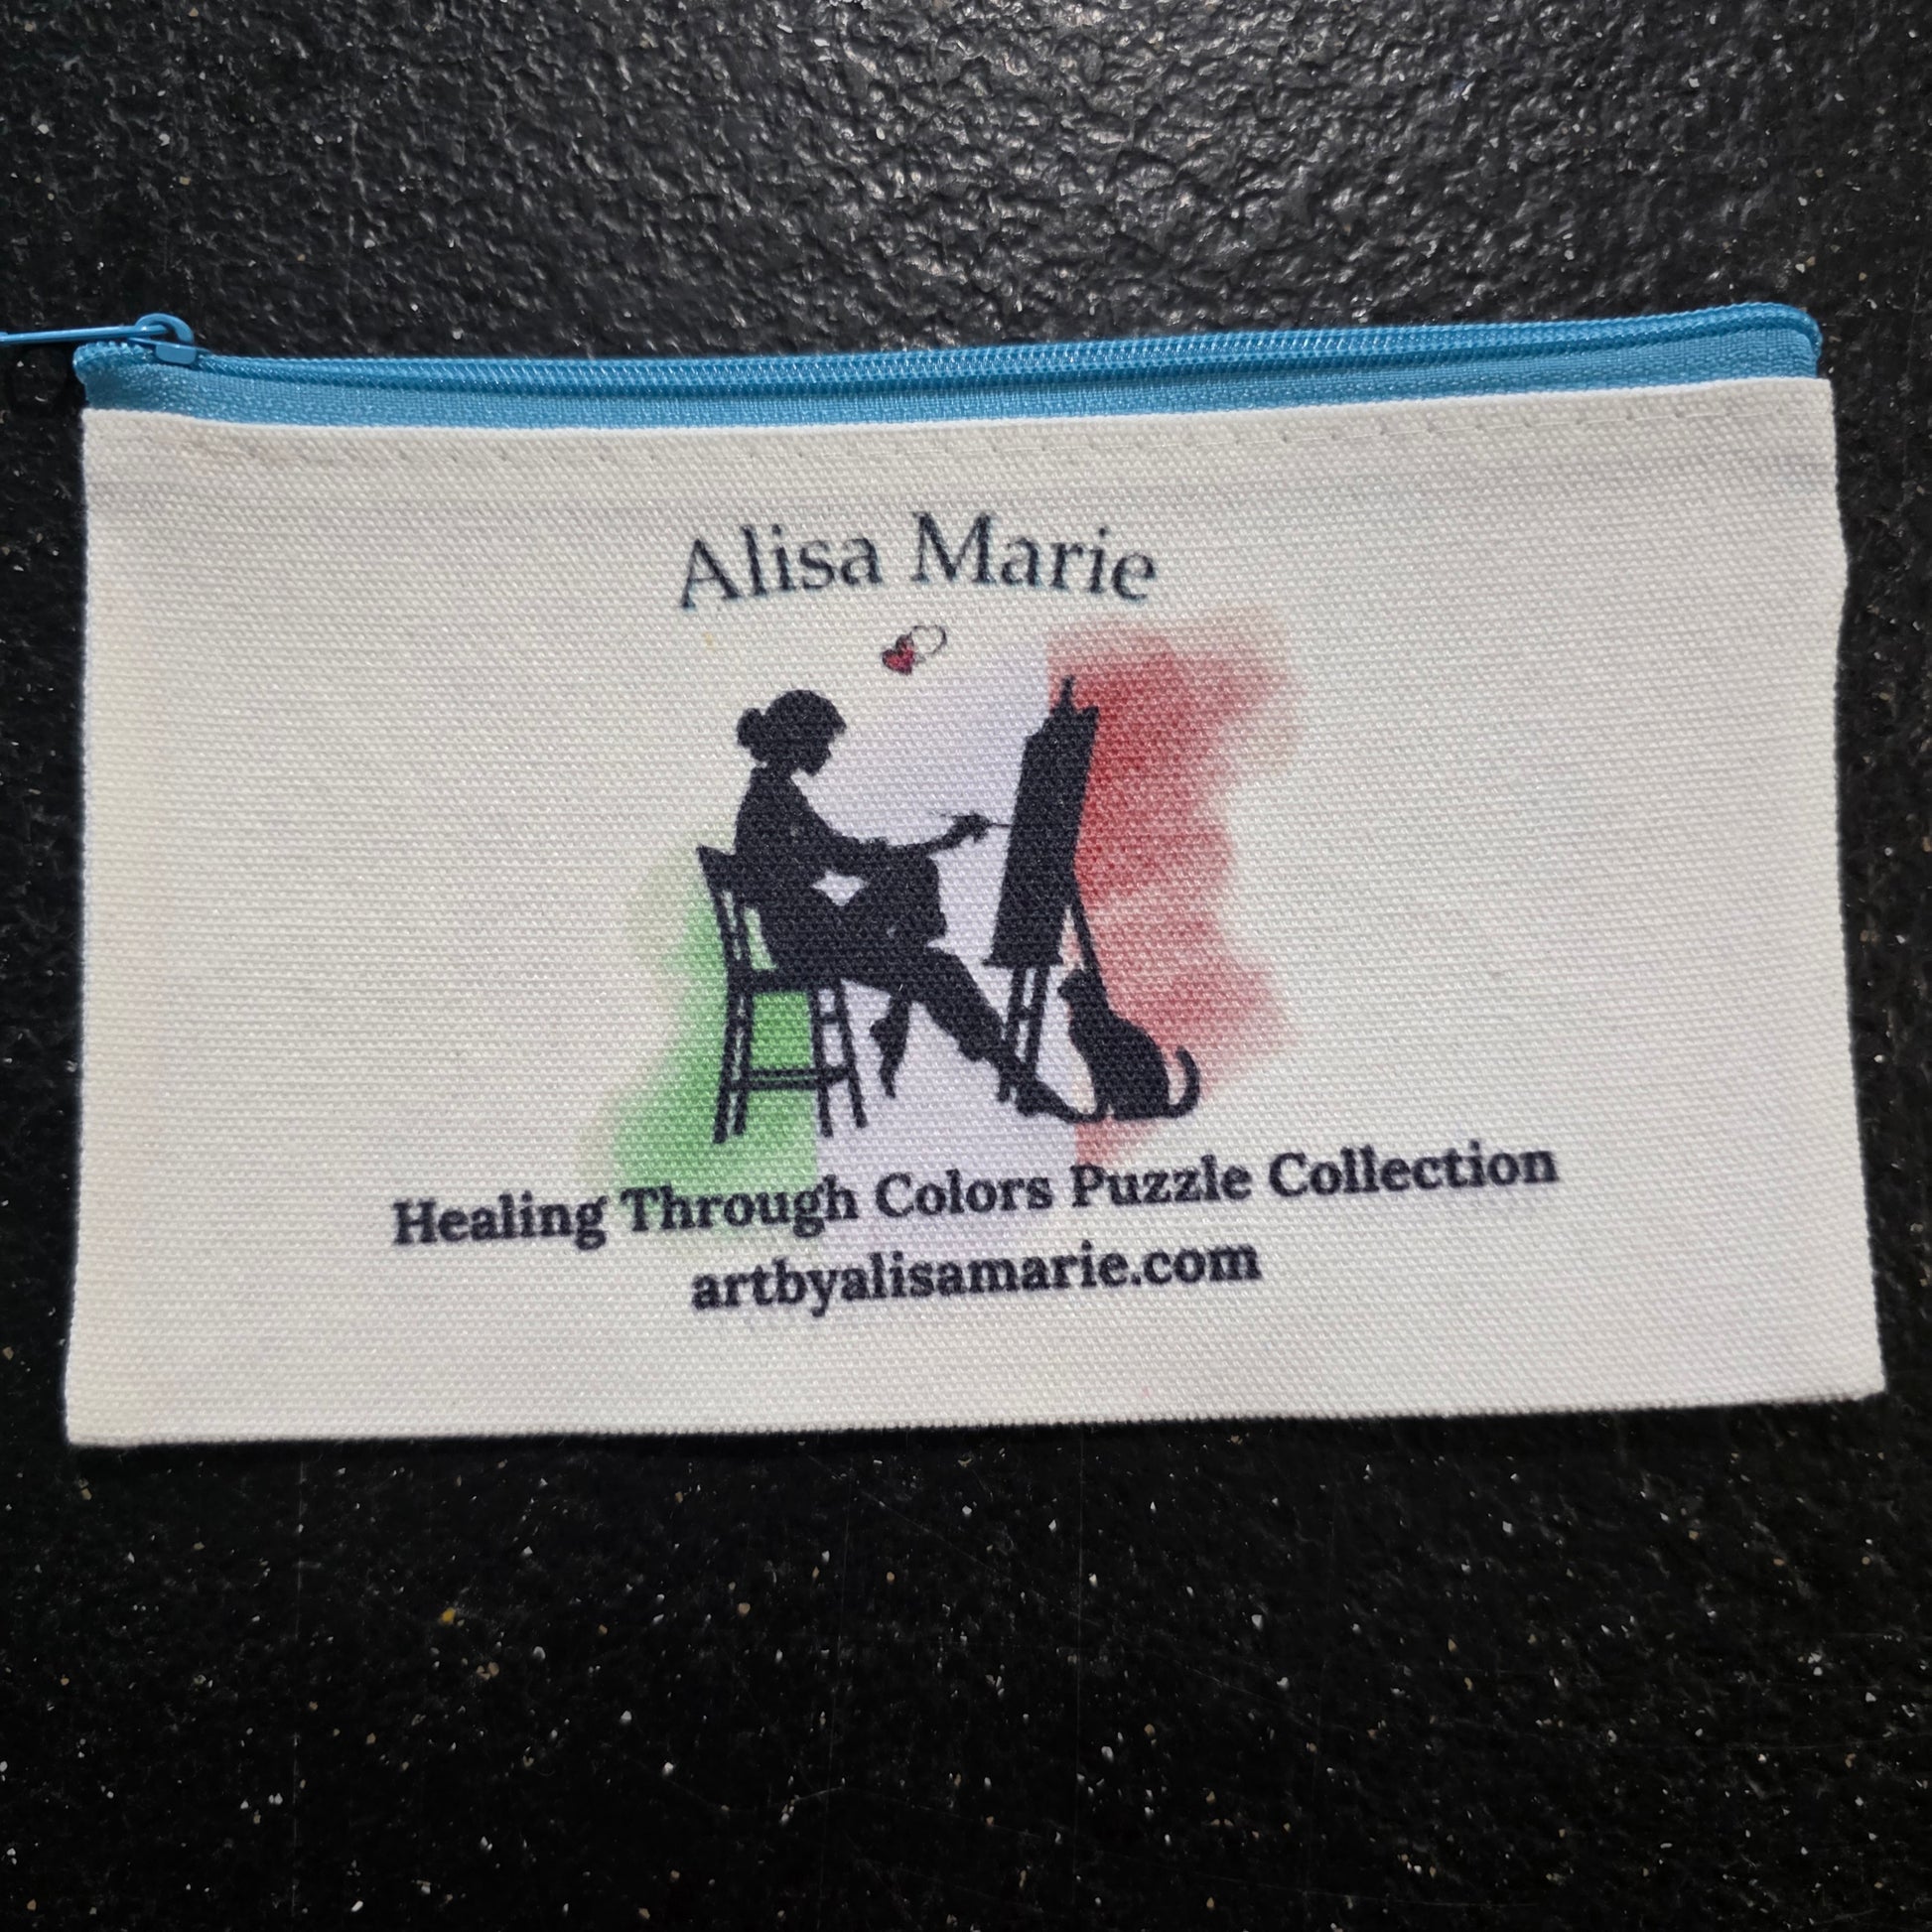 Alisa Marie
Healing Through Colors Puzzle Collection
artbyalisamarie.com